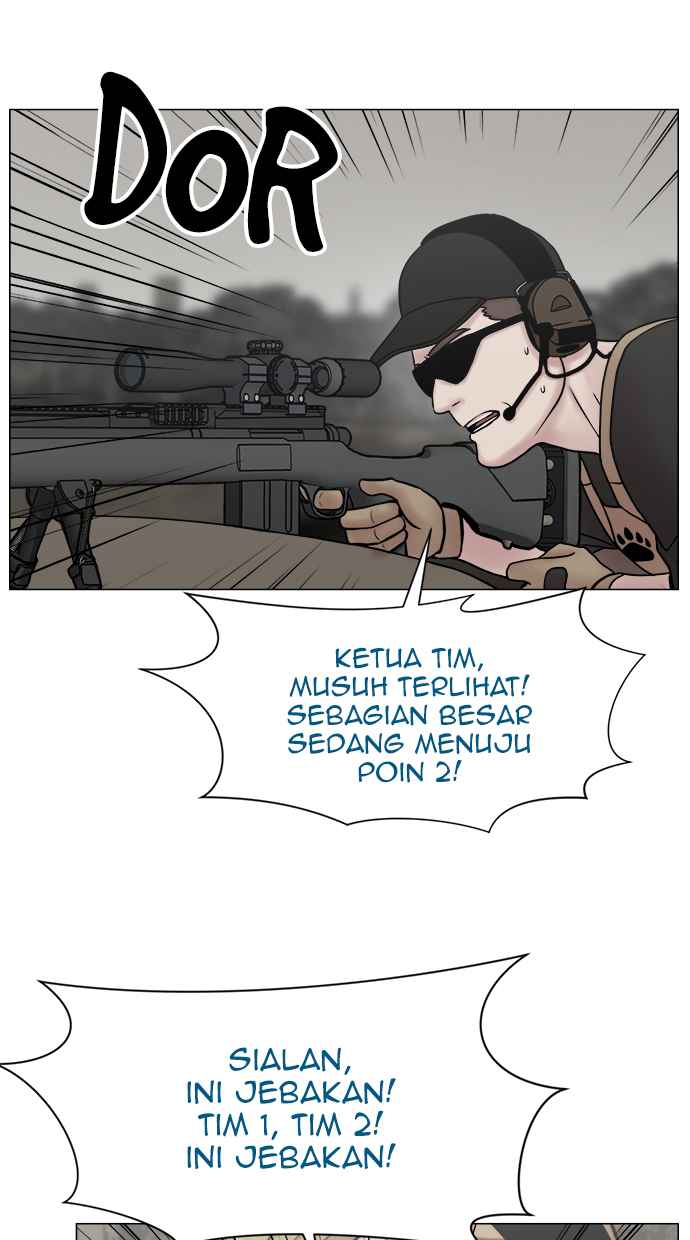 DOR
KETUA TIM,
MUSUH TERLIHAT!
SEBAGIAN BESAR
SEDANG MENUJU
POIN 2!
SIALAN,
INI JEBAKAN!
TIM 1, TIM 2!
INI JEBAKAN!